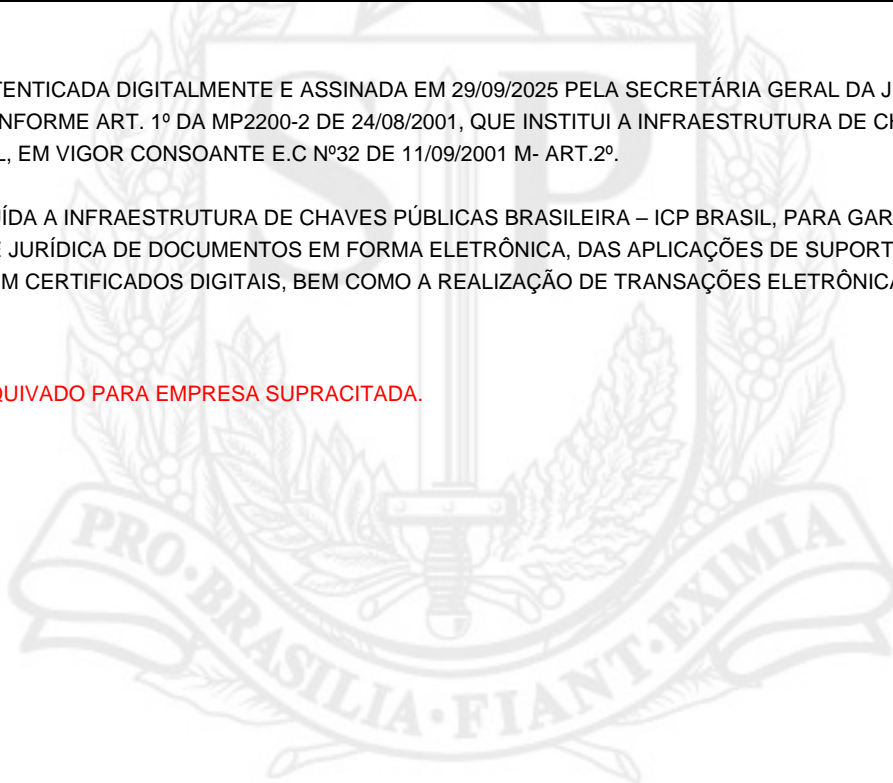 TENTICADA DIGITALMENTE E ASSINADA EM 29/09/2025 PELA SECRETÁRIA GERAL DA J
NFORME ART. 1º DA MP2200-2 DE 24/08/2001, QUE INSTITUI A INFRAESTRUTURA DE CH
L, EM VIGOR CONSOANTE E.C Nº32 DE 11/09/2001 M- ART.2º.
UÍDA A INFRAESTRUTURA DE CHAVES PÚBLICAS BRASILEIRA – ICP BRASIL, PARA GAR
E JURÍDICA DE DOCUMENTOS EM FORMA ELETRÔNICA, DAS APLICAÇÕES DE SUPORT
M CERTIFICADOS DIGITAIS, BEM COMO A REALIZAÇÃO DE TRANSAÇÕES ELETRÔNICA
QUIVADO PARA EMPRESA SUPRACITADA.
SP
PRO·BRASILIA·FIANT·EXIMIA